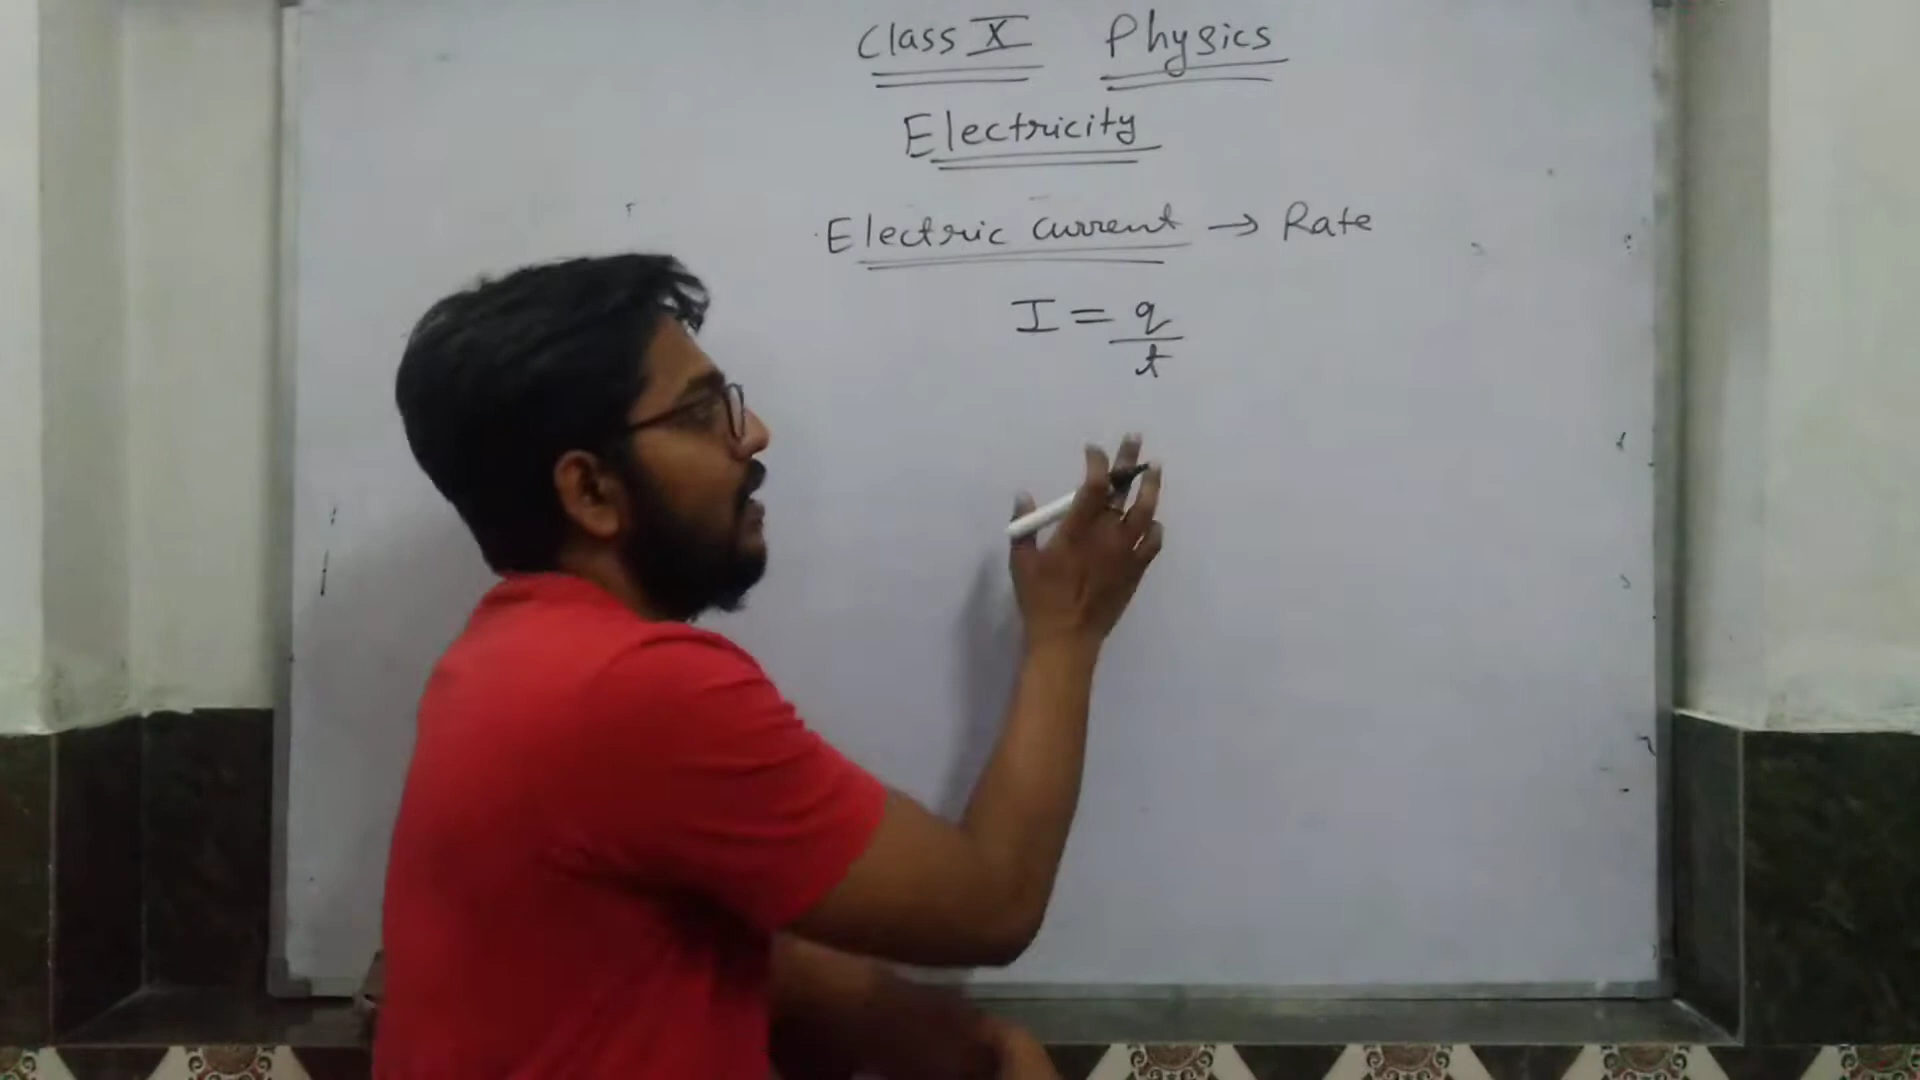 Class X Physics
Electricity
Electric current → Rate
I = q/t